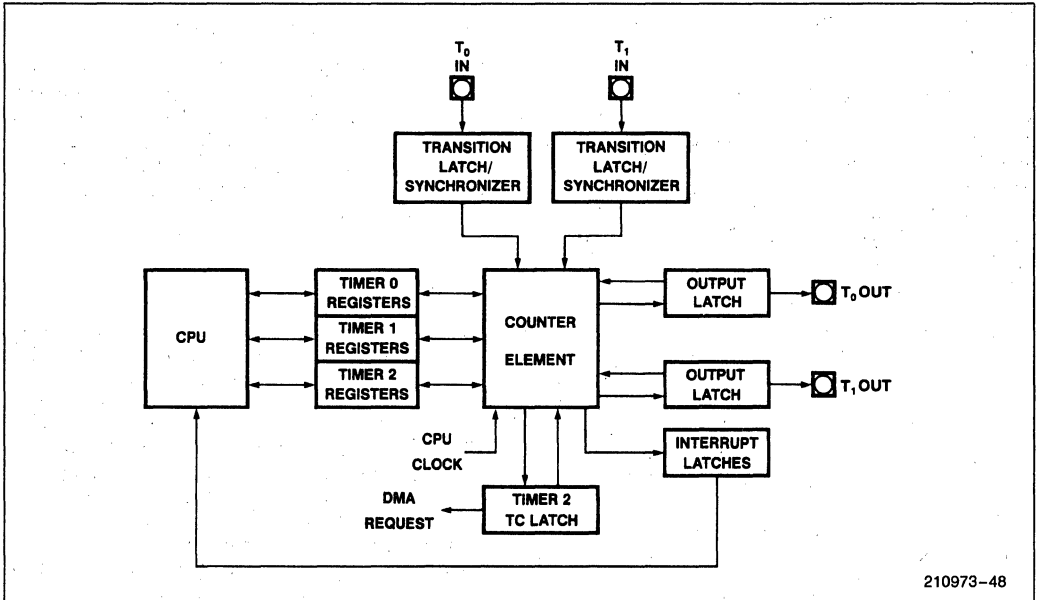 T₀
IN
T₁
IN
TRANSITION
LATCH/
SYNCHRONIZER
TRANSITION
LATCH/
SYNCHRONIZER
CPU
TIMER 0
REGISTERS
TIMER 1
REGISTERS
TIMER 2
REGISTERS
COUNTER
ELEMENT
OUTPUT
LATCH
T₀ OUT
OUTPUT
LATCH
T₁ OUT
CPU
CLOCK
INTERRUPT
LATCHES
DMA
REQUEST
TIMER 2
TC LATCH
210973–48